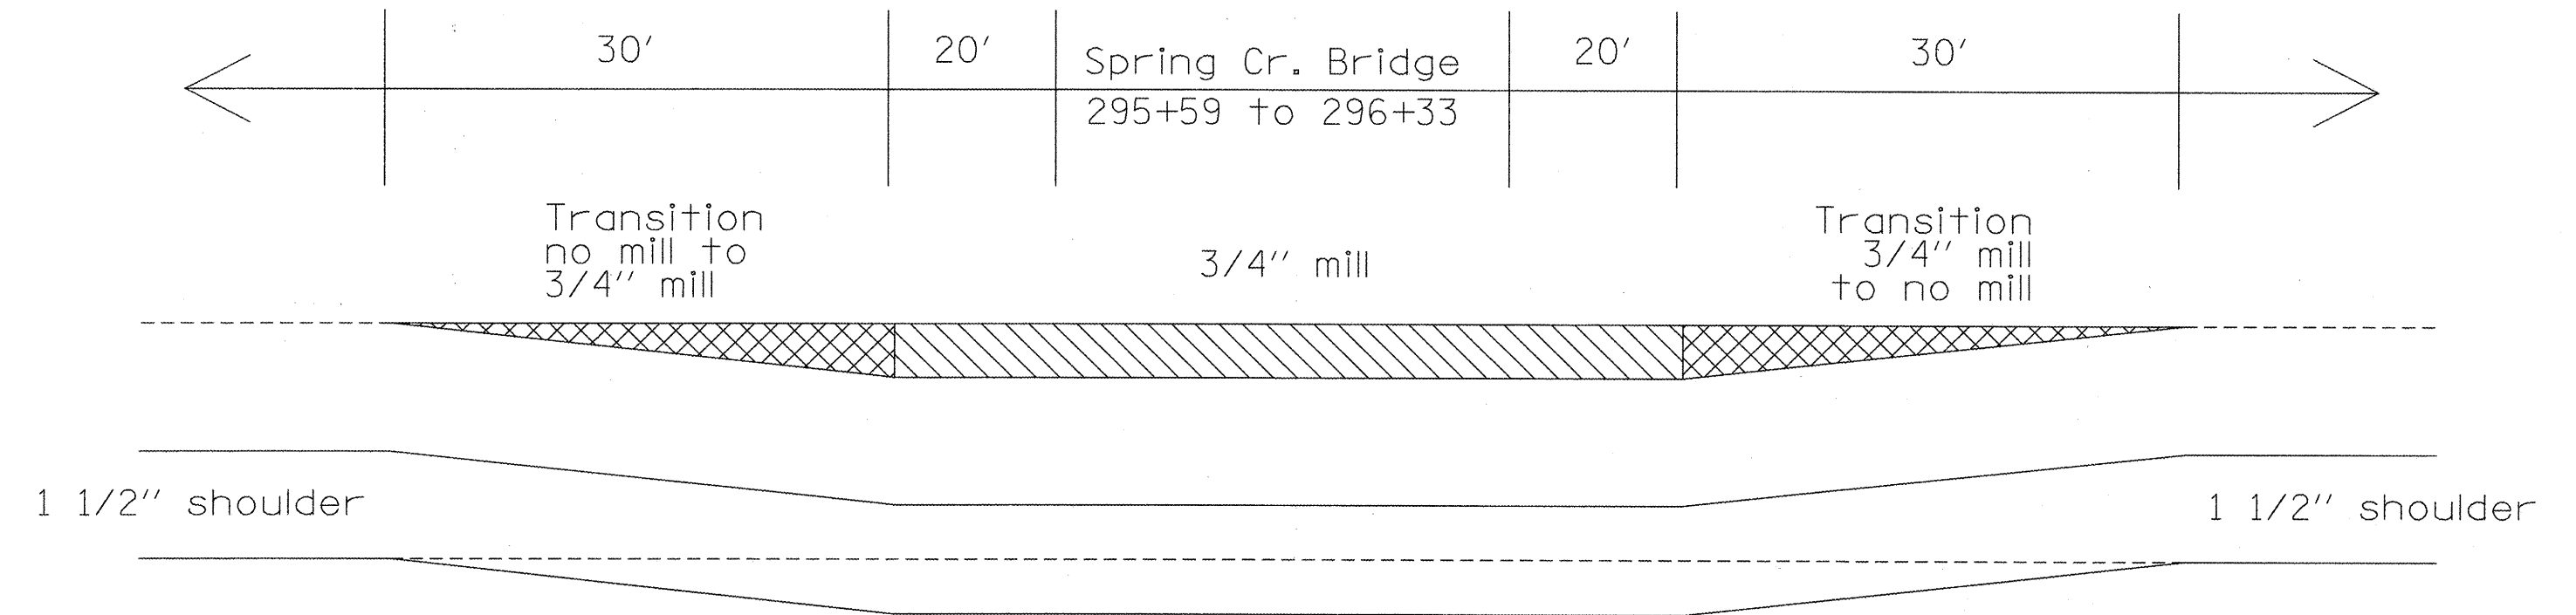 30' 20' Spring Cr. Bridge 20' 30'
295+59 to 296+33
Transition
no mill to
3/4" mill
3/4" mill
Transition
3/4" mill
to no mill
1 1/2" shoulder
1 1/2" shoulder